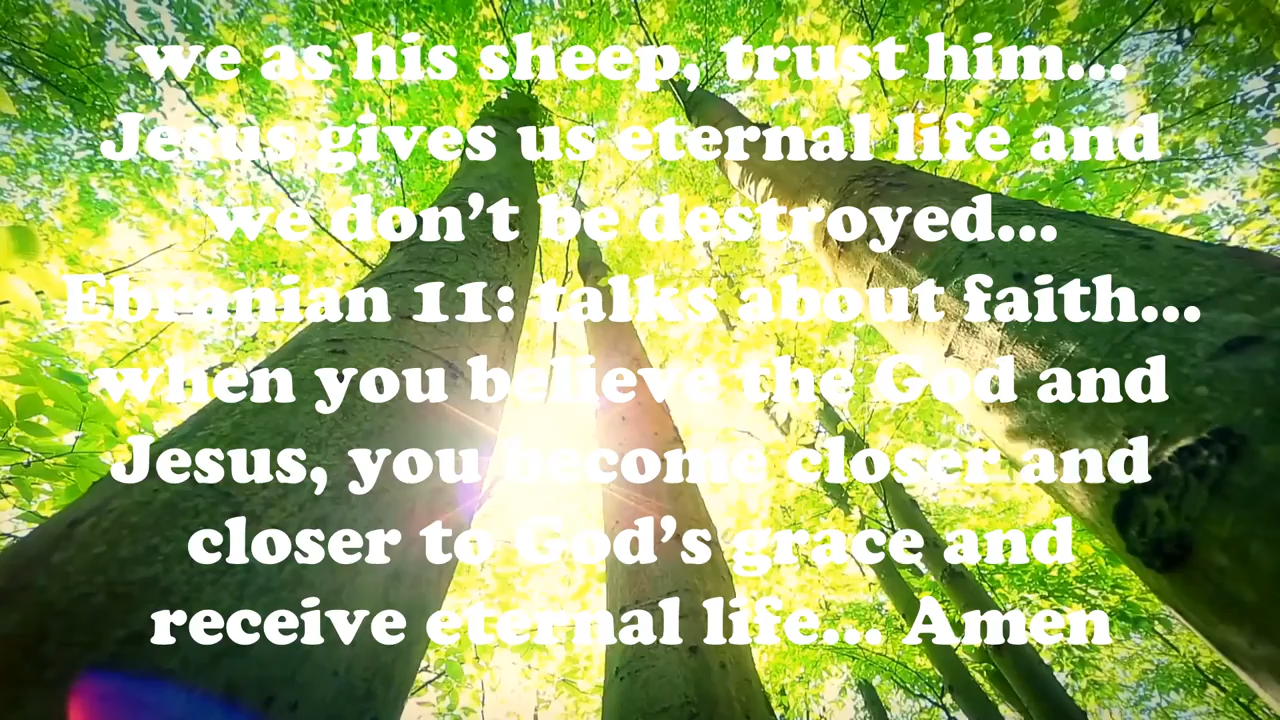 we as his sheep, trust him...
Jesus gives us eternal life and
we don't be destroyed...
Ebranian 11: talks about faith...
when you believe the God and
Jesus, you become closer and
closer to God's grace and
receive eternal life... Amen